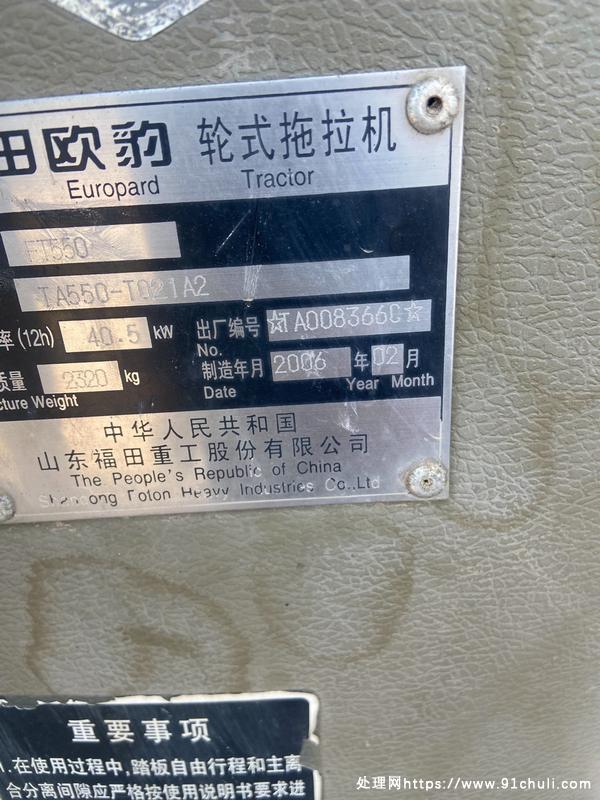 田欧豹 轮式拖拉机
Europard Tractor
FT550
TA550-T021A2
率(12h) 40.5 kW 出厂编号 ☆TA008366C☆
No.
质量 2320 kg 制造年月 2006 年 02 月
cture Weight Date Year Month
中华人民共和国
山东福田重工股份有限公司
The People's Republic of China
Shandong Foton Heavy Industries Co.,Ltd
重要事项
1.在使用过程中,踏板自由行程和主离
合分离间隙应严格按使用说明书要求进
处理网https://www.91chuli.com/